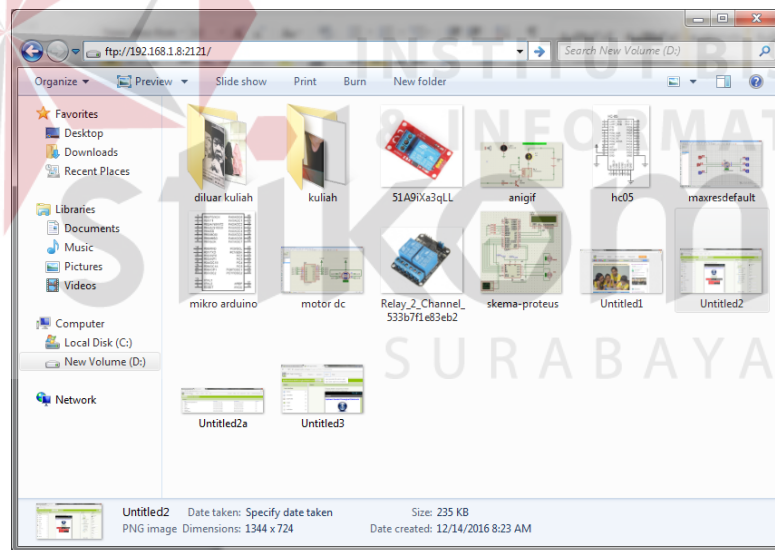 INSTITUT BI
& INFORMAT
stikom
SURABAYA
ftp://192.168.1.8:2121/
Search New Volume (D:)
Organize
Preview
Slide show
Print
Burn
New folder
Favorites
Desktop
Downloads
Recent Places
Libraries
Documents
Music
Pictures
Videos
Computer
Local Disk (C:)
New Volume (D:)
Network
diluar kuliah
kuliah
51A9iXa3qLL
anigif
hc05
maxresdefault
mikro arduino
motor dc
Relay_2_Channel_
533b7f1e83eb2
skema-proteus
Untitled1
Untitled2
Untitled2a
Untitled3
Untitled2 Date taken: Specify date taken Size: 235 KB
PNG image Dimensions: 1344 x 724 Date created: 12/14/2016 8:23 AM